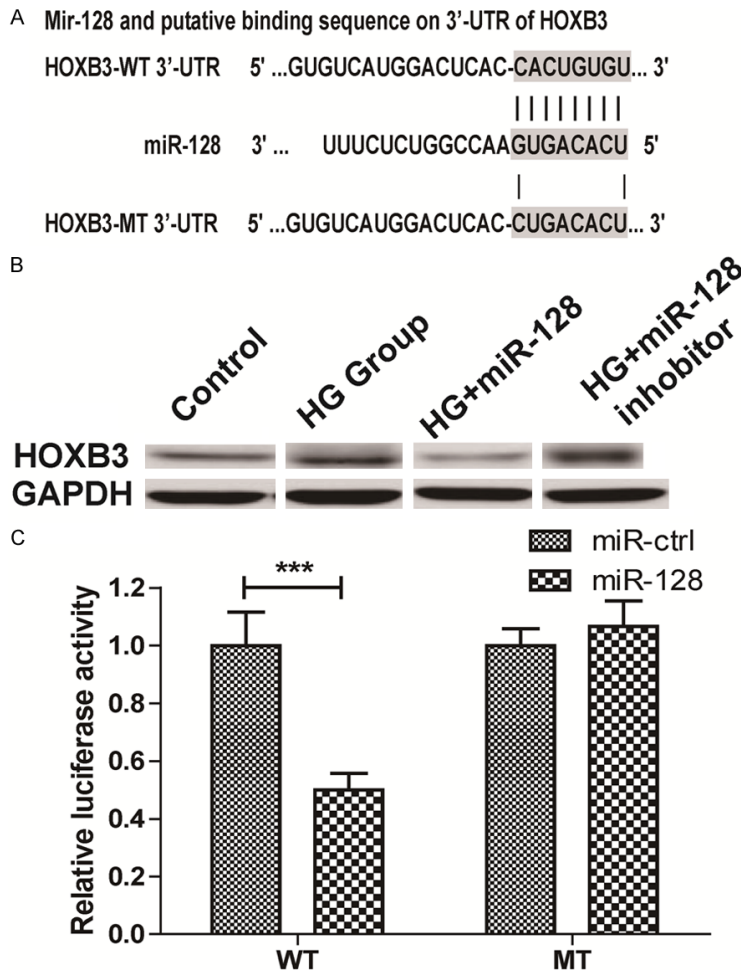 A Mir-128 and putative binding sequence on 3'-UTR of HOXB3
HOXB3-WT 3'-UTR 5' ...GUGUCAUGGACUCAC-CACUGUGU... 3'
miR-128 3' ... UUUCUCUGGCCAAGUGACACU 5'
HOXB3-MT 3'-UTR 5' ...GUGUCAUGGACUCAC-CUGACACU... 3'
B
Control
HG Group
HG+miR-128
HG+miR-128
inhobitor
HOXB3
GAPDH
C
miR-ctrl
miR-128
***
Relative luciferase activity
1.2
1.0
0.8
0.6
0.4
0.2
0.0
WT MT